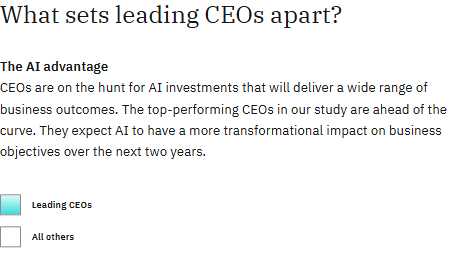 What sets leading CEOs apart?
The AI advantage
CEOs are on the hunt for AI investments that will deliver a wide range of
business outcomes. The top-performing CEOs in our study are ahead of the
curve. They expect AI to have a more transformational impact on business
objectives over the next two years.
Leading CEOs
All others